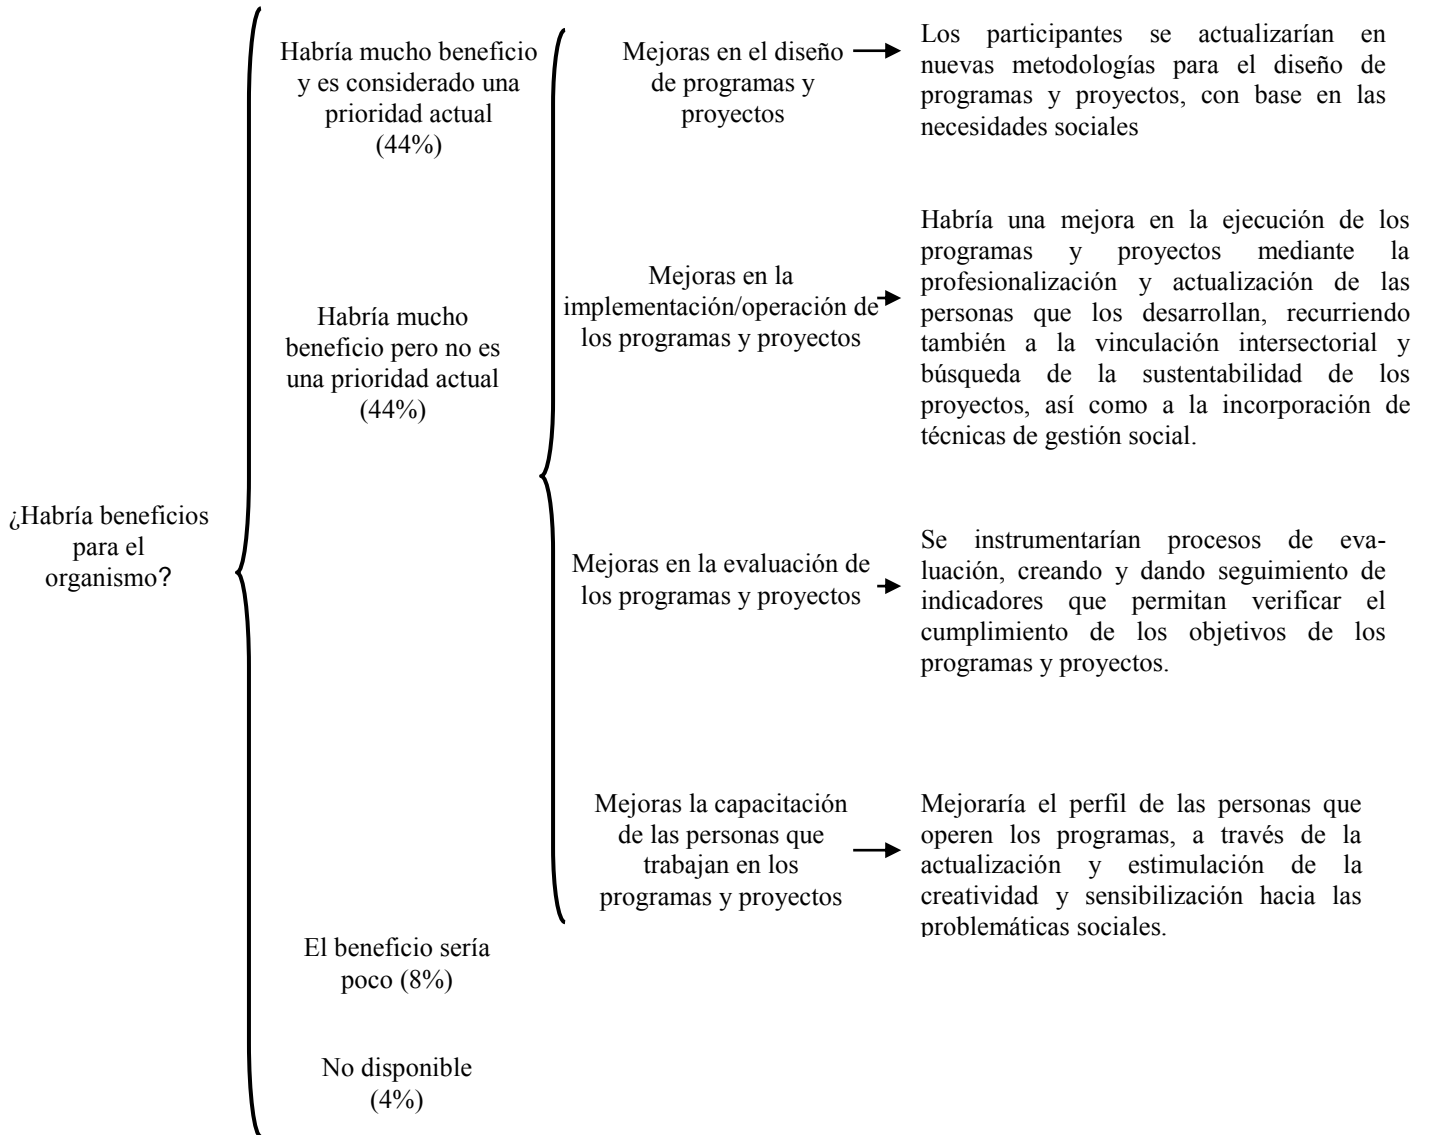 ¿Habría beneficios
para el
organismo?
Habría mucho beneficio
y es considerado una
prioridad actual
(44%)
Habría mucho
beneficio pero no es
una prioridad actual
(44%)
El beneficio sería
poco (8%)
No disponible
(4%)
Mejoras en el diseño
de programas y
proyectos
Los participantes se actualizarían en
nuevas metodologías para el diseño de
programas y proyectos, con base en las
necesidades sociales
Mejoras en la
implementación/operación de
los programas y proyectos
Habría una mejora en la ejecución de los
programas y proyectos mediante la
profesionalización y actualización de las
personas que los desarrollan, recurriendo
también a la vinculación intersectorial y
búsqueda de la sustentabilidad de los
proyectos, así como a la incorporación de
técnicas de gestión social.
Mejoras en la evaluación de
los programas y proyectos
Se instrumentarían procesos de eva-
luación, creando y dando seguimiento de
indicadores que permitan verificar el
cumplimiento de los objetivos de los
programas y proyectos.
Mejoras la capacitación
de las personas que
trabajan en los
programas y proyectos
Mejoraría el perfil de las personas que
operen los programas, a través de la
actualización y estimulación de la
creatividad y sensibilización hacia las
problemáticas sociales.